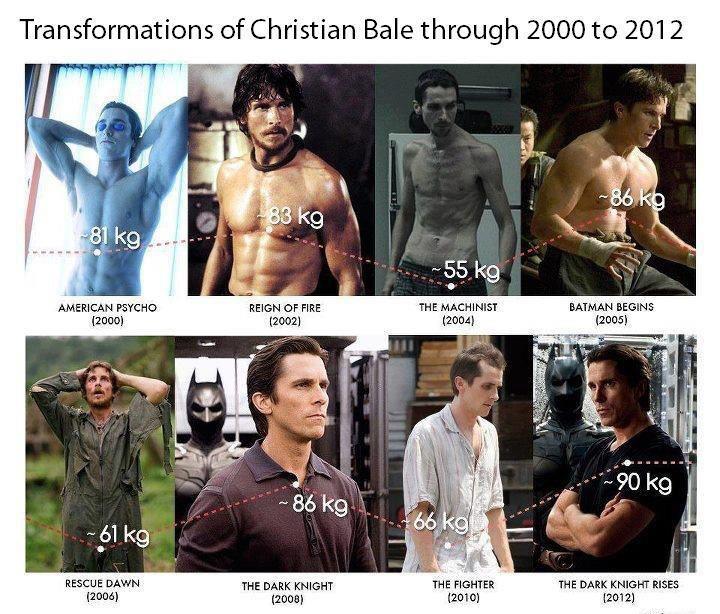 Transformations of Christian Bale through 2000 to 2012
~81 kg
~83 kg
~55 kg
~86 kg
AMERICAN PSYCHO
(2000)
REIGN OF FIRE
(2002)
THE MACHINIST
(2004)
BATMAN BEGINS
(2005)
~61 kg
~86 kg
~66 kg
~90 kg
RESCUE DAWN
(2006)
THE DARK KNIGHT
(2008)
THE FIGHTER
(2010)
THE DARK KNIGHT RISES
(2012)